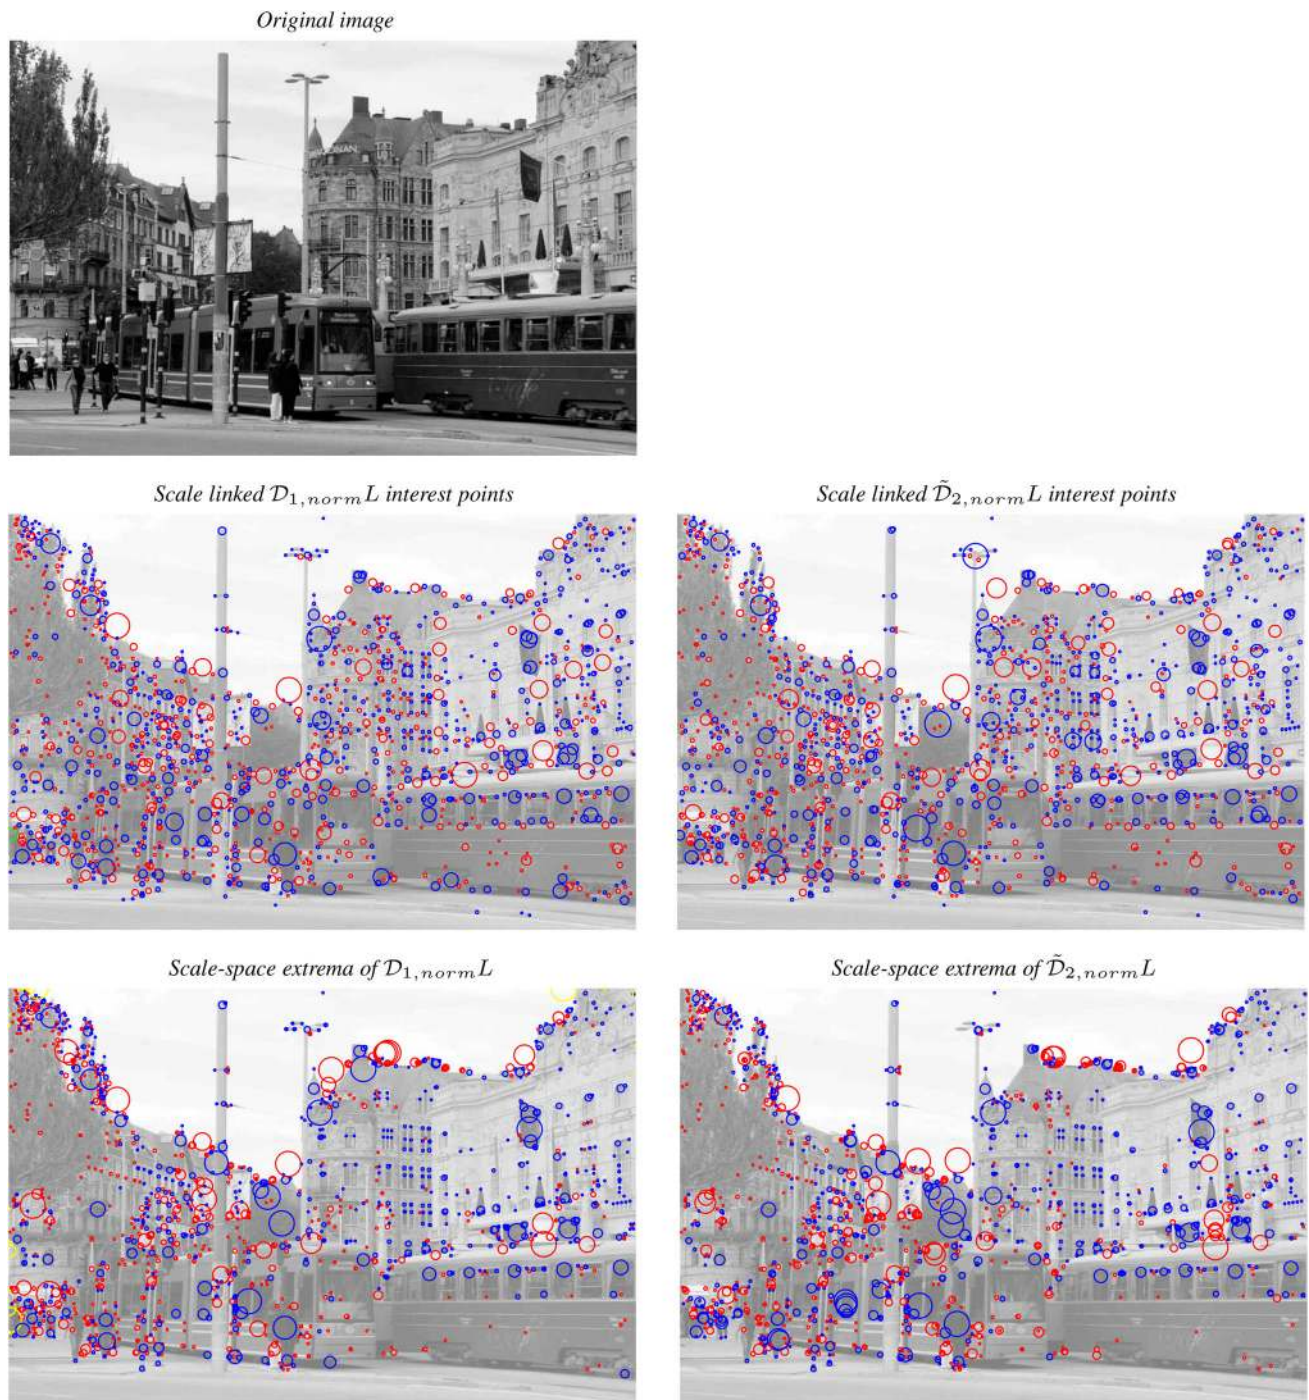 Original image
Scale linked 𝒟₁,ₙₒᵣₘL interest points
Scale linked 𝒟̃₂,ₙₒᵣₘL interest points
Scale-space extrema of 𝒟₁,ₙₒᵣₘL
Scale-space extrema of 𝒟̃₂,ₙₒᵣₘL